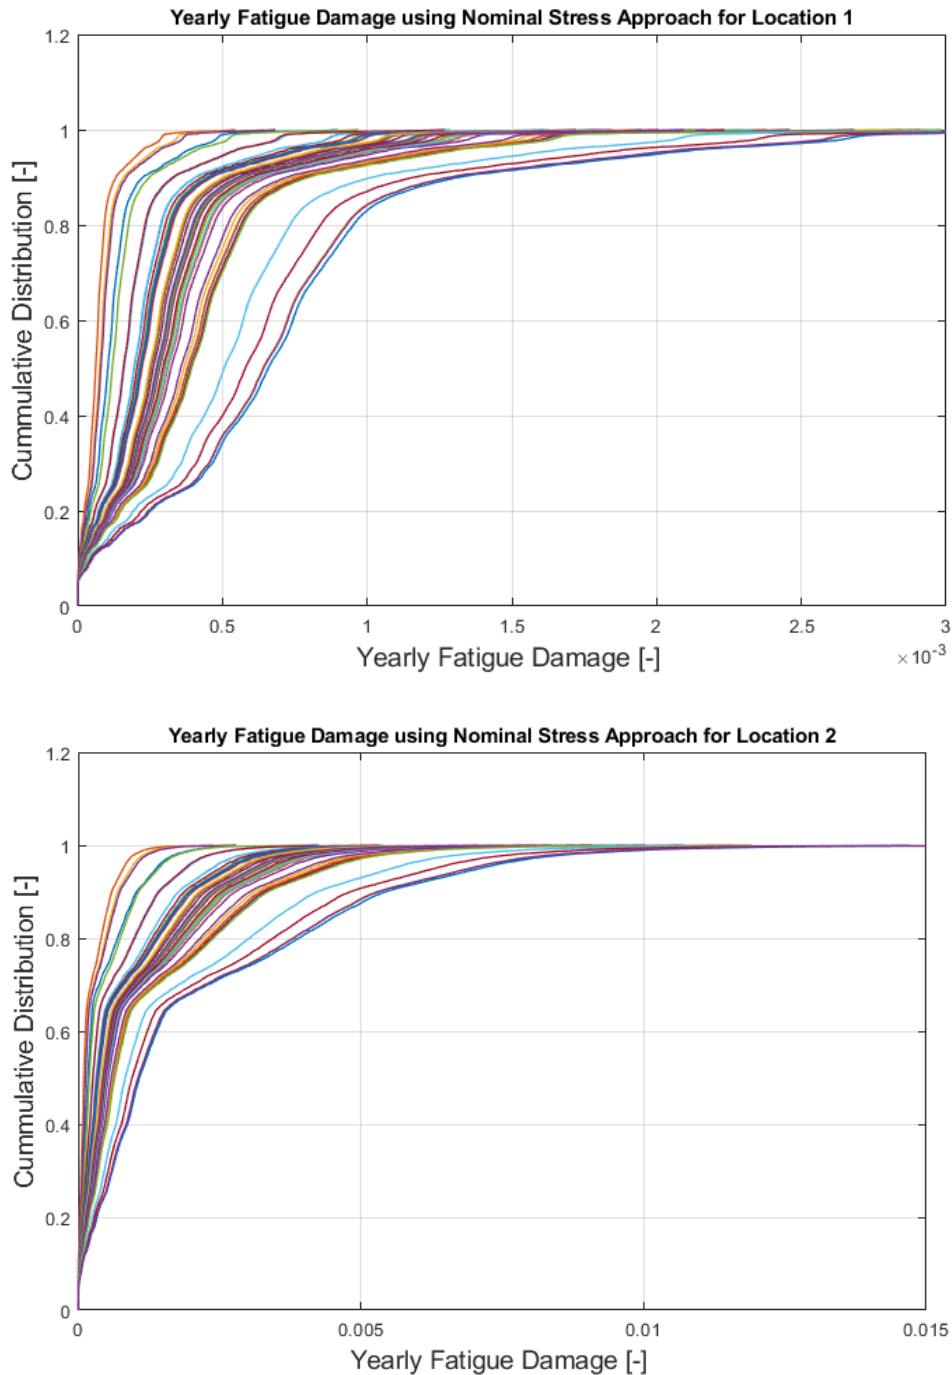 Yearly Fatigue Damage using Nominal Stress Approach for Location 1
1.2
1
0.8
0.6
0.4
0.2
0
Cummulative Distribution [-]
0 0.5 1 1.5 2 2.5 3
Yearly Fatigue Damage [-]
×10-3
Yearly Fatigue Damage using Nominal Stress Approach for Location 2
1.2
1
0.8
0.6
0.4
0.2
0
Cummulative Distribution [-]
0 0.005 0.01 0.015
Yearly Fatigue Damage [-]